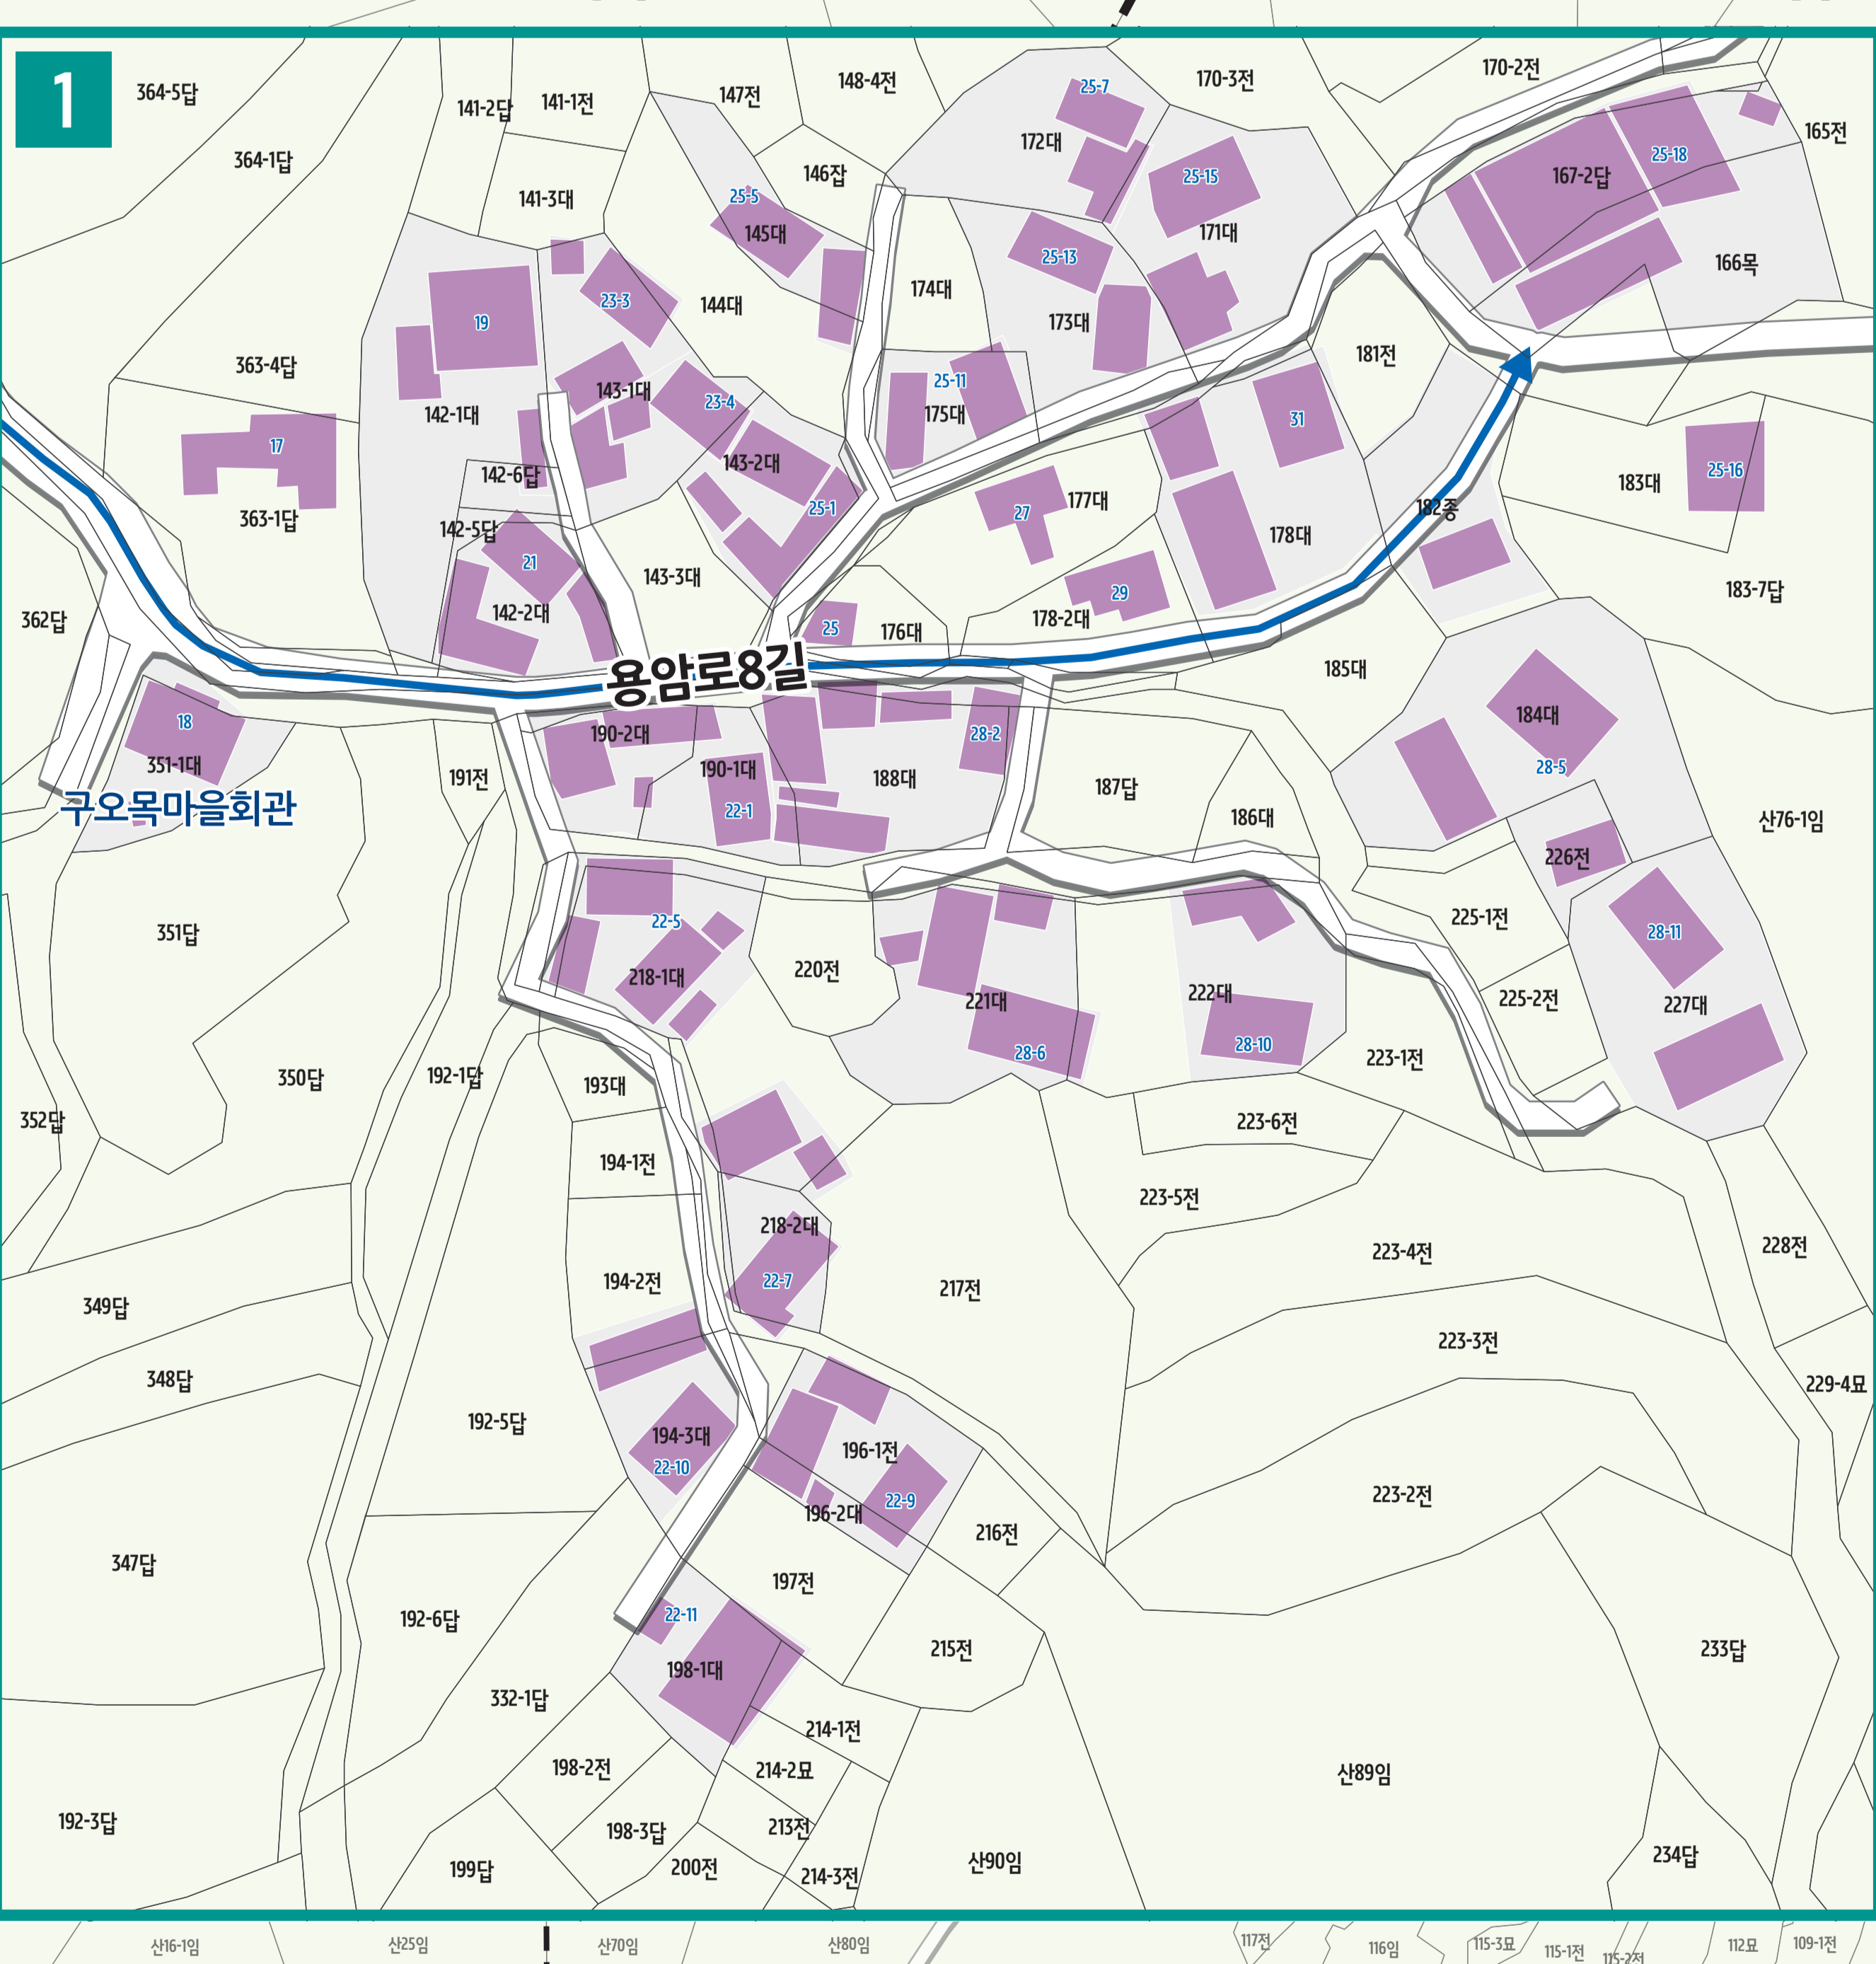 1
364-5답
141-2답
141-1전
147전
148-4전
25-7
170-3전
170-2전
165전
364-1답
141-3대
146잡
172대
25-15
25-18
167-2답
25-5
145대
25-13
171대
166목
19
23-3
144대
174대
173대
181전
363-4답
142-1대
143-1대
23-4
25-11
175대
31
17
363-1답
142-6답
143-2대
25-1
27
177대
182종
183대
25-16
142-5답
21
143-3대
178대
183-7답
362답
142-2대
25
176대
29
178-2대
용암로8길
185대
18
351-1대
구오목마을회관
190-2대
28-2
184대
28-5
191전
190-1대
22-1
188대
187답
186대
산76-1임
226전
351답
22-5
218-1대
220전
221대
28-6
222대
28-10
225-1전
28-11
225-2전
227대
352답
350답
192-1답
193대
223-1전
223-6전
194-1전
223-5전
218-2대
22-7
217전
223-4전
228전
349답
194-2전
223-3전
348답
229-4묘
192-5답
194-3대
22-10
196-1전
22-9
196-2대
223-2전
216전
347답
197전
192-6답
22-11
198-1대
215전
233답
332-1답
214-1전
198-2전
214-2묘
산89임
192-3답
198-3답
213전
199답
200전
214-3전
산90임
234답
산16-1임
산25임
산70임
산80임
117전
116임
115-3묘
115-1전
115-2전
112묘
109-1전